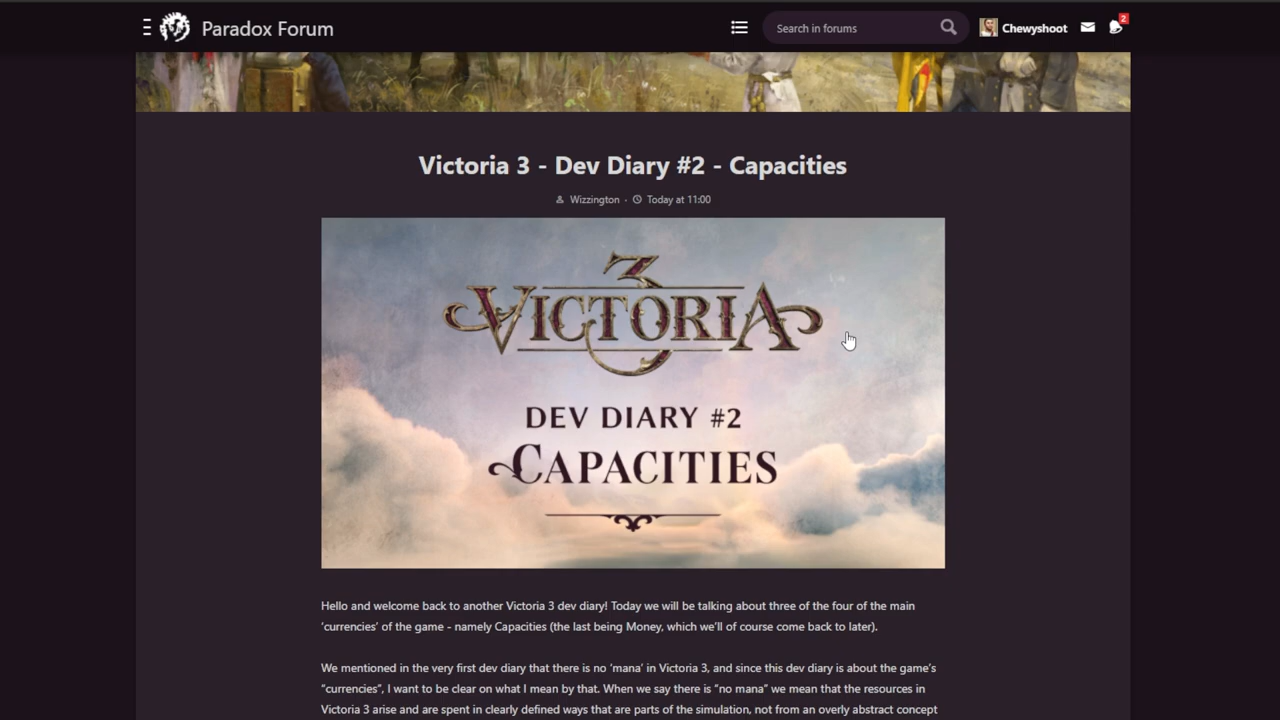 Paradox Forum
Search in forums
Chewyshoot
2
Victoria 3 - Dev Diary #2 - Capacities
Wizzington · Today at 11:00
3
VICTORIA
DEV DIARY #2
CAPACITIES
Hello and welcome back to another Victoria 3 dev diary! Today we will be talking about three of the four of the main
‘currencies’ of the game - namely Capacities (the last being Money, which we’ll of course come back to later).
We mentioned in the very first dev diary that there is no ‘mana’ in Victoria 3, and since this dev diary is about the game’s
“currencies”, I want to be clear on what I mean by that. When we say there is “no mana” we mean that the resources in
Victoria 3 arise and are spent in clearly defined ways that are parts of the simulation, not from an overly abstract concept